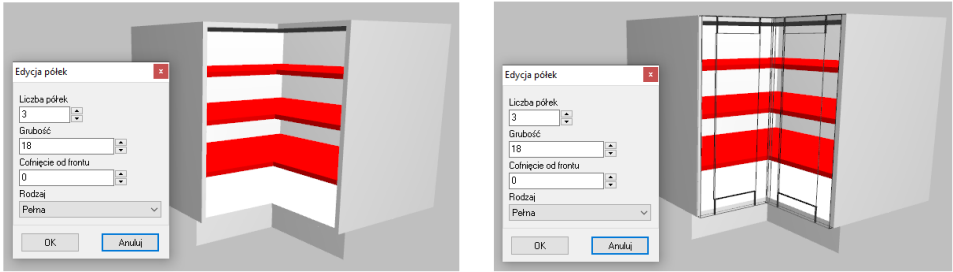 Edycja półek
Liczba półek
3
Grubość
18
Cofnięcie od frontu
0
Rodzaj
Pełna
OK
Anuluj
Edycja półek
Liczba półek
3
Grubość
18
Cofnięcie od frontu
0
Rodzaj
Pełna
OK
Anuluj